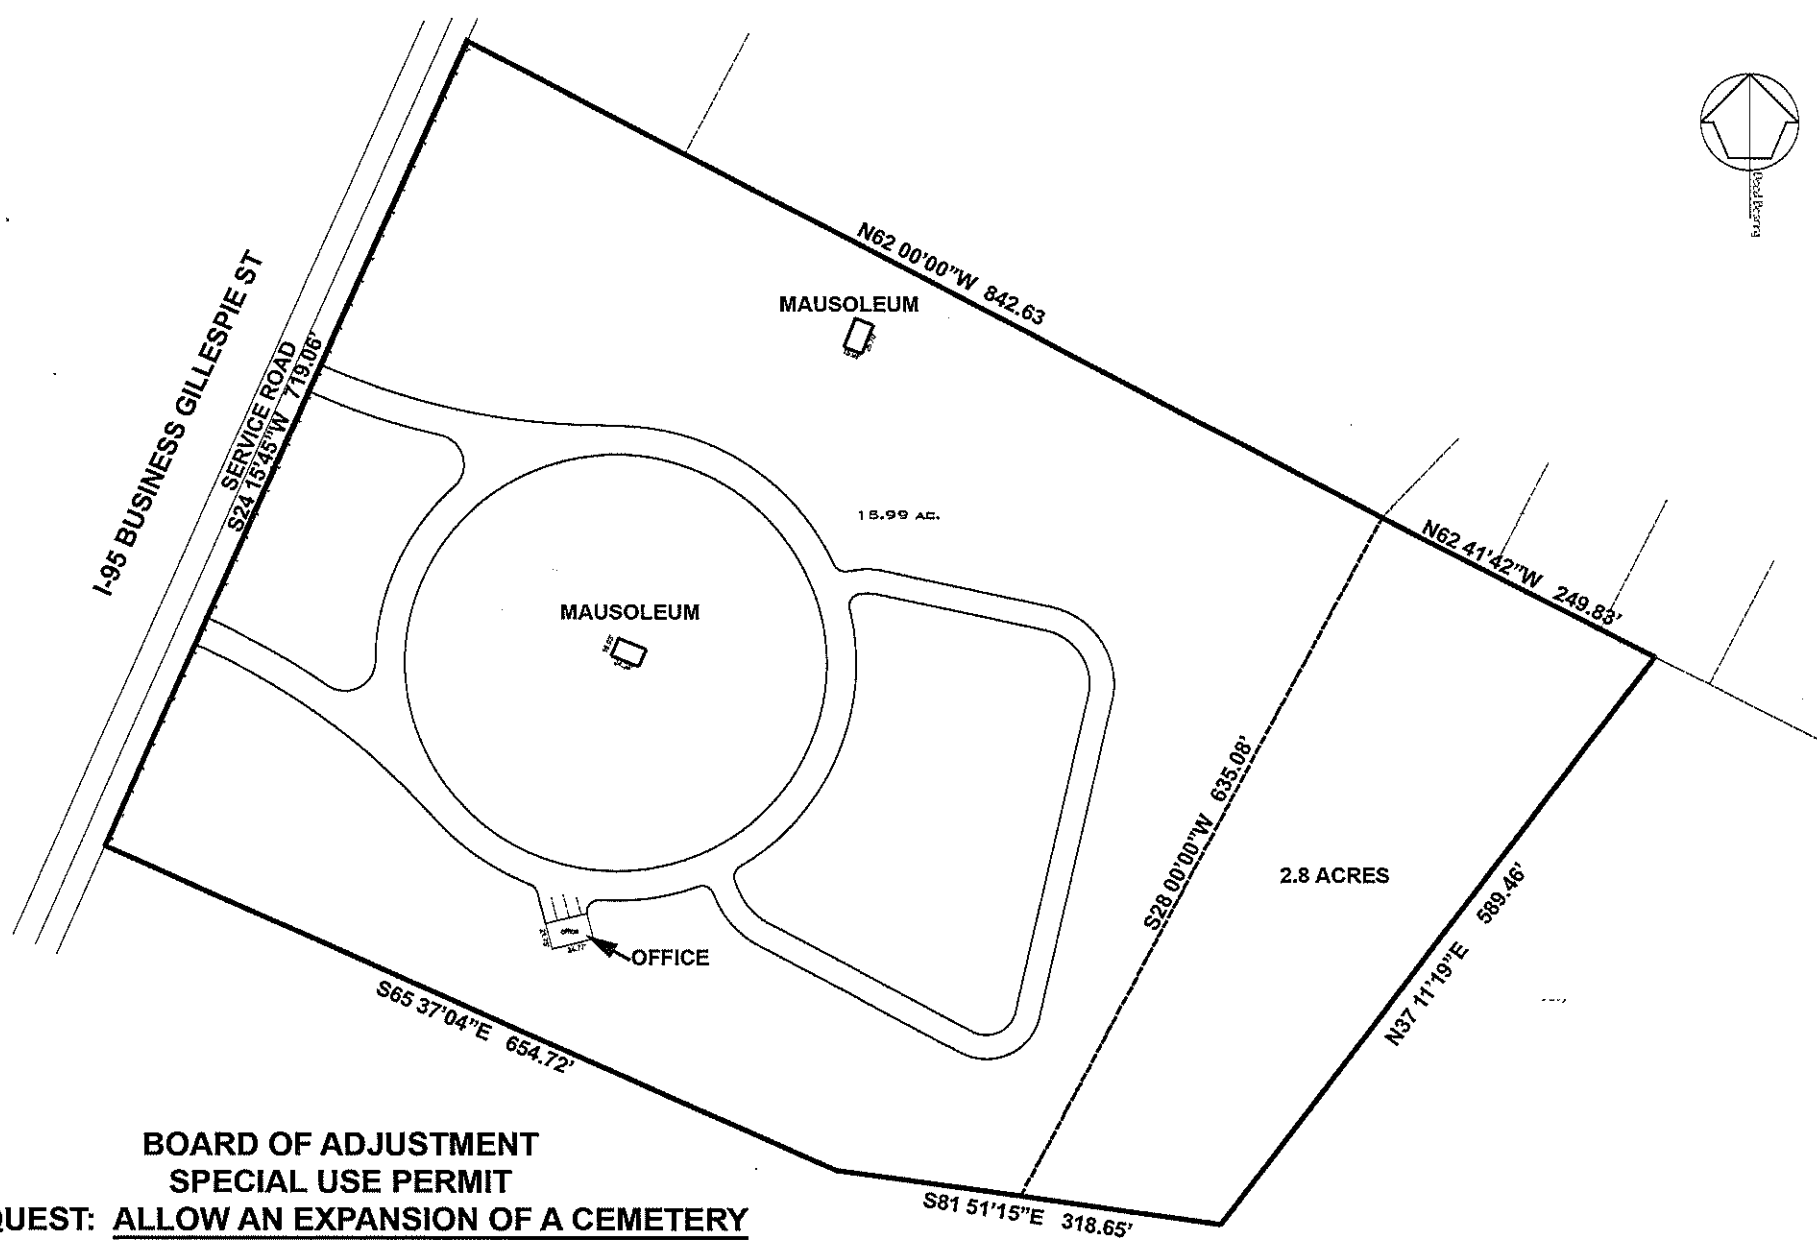 Deed Bearing
N62 00'00"W 842.63
MAUSOLEUM
I-95 BUSINESS GILLESPIE ST
SERVICE ROAD
S24 15'45"W 719.06'
15.99 AC.
N62 41'42"W 249.83'
MAUSOLEUM
S28 00'00"W 635.08'
2.8 ACRES
N37 11'19"E 589.46'
office
OFFICE
S65 37'04"E 654.72'
S81 51'15"E 318.65'
BOARD OF ADJUSTMENT
SPECIAL USE PERMIT
QUEST: ALLOW AN EXPANSION OF A CEMETERY